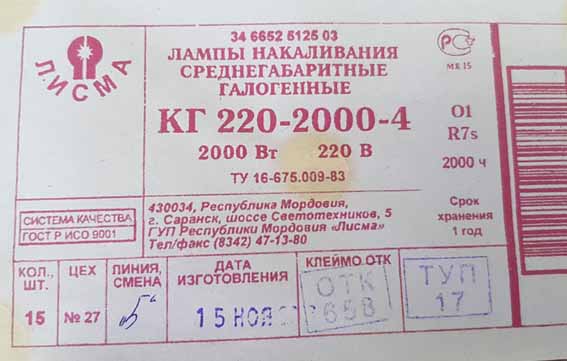 ЛИСМА
34 6652 5125 03
ЛАМПЫ НАКАЛИВАНИЯ
СРЕДНЕГАБАРИТНЫЕ
ГАЛОГЕННЫЕ
КГ 220-2000-4
2000 Вт 220 В
ТУ 16-675.009-83
РС
МЕ 15
01
R7s
2000 ч
СИСТЕМА КАЧЕСТВА
ГОСТ Р ИСО 9001
430034, Республика Мордовия,
г. Саранск, шоссе Светотехников, 5
ГУП Республики Мордовия «Лисма»
Тел/факс (8342) 47-13-80
Срок
хранения
1 год
КОЛ., ШТ.
15
ЦЕХ
№ 27
ЛИНИЯ, СМЕНА
5
ДАТА ИЗГОТОВЛЕНИЯ
15 НОЯ
КЛЕЙМО ОТК
ОТК
658
ТУП
17